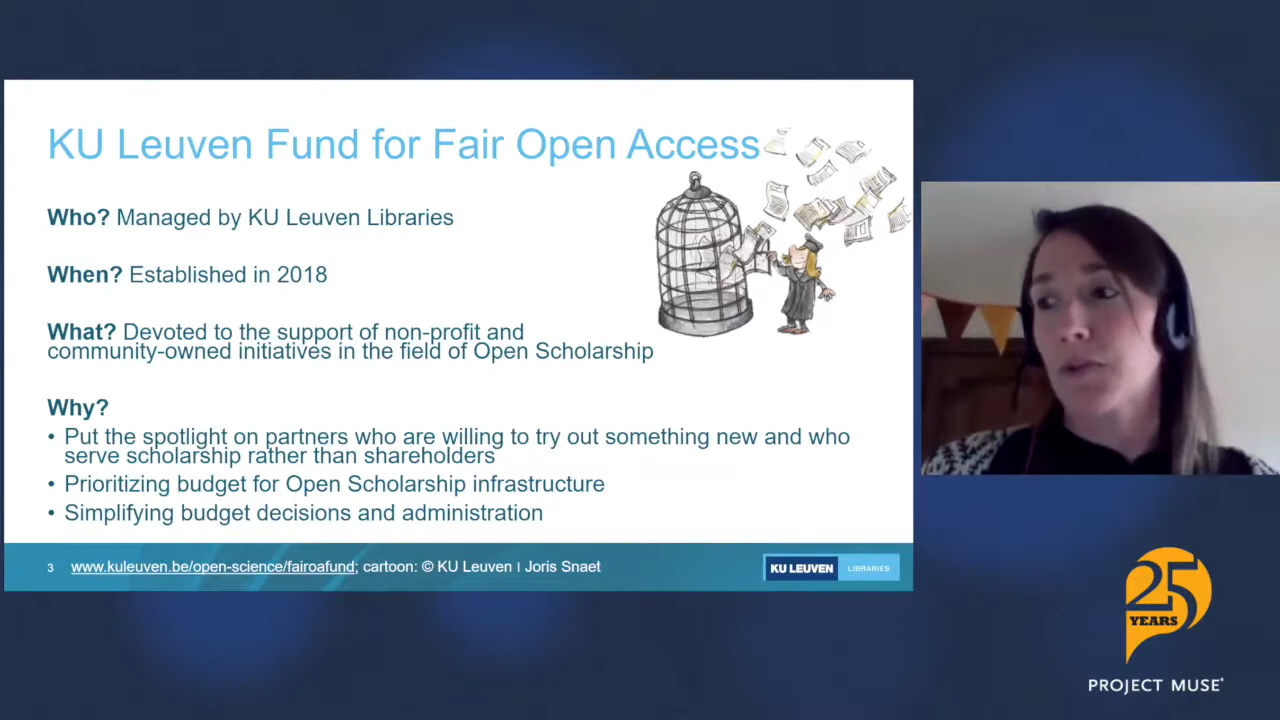 KU Leuven Fund for Fair Open Access
Who? Managed by KU Leuven Libraries
When? Established in 2018
What? Devoted to the support of non-profit and
community-owned initiatives in the field of Open Scholarship
Why?
• Put the spotlight on partners who are willing to try out something new and who
serve scholarship rather than shareholders
• Prioritizing budget for Open Scholarship infrastructure
• Simplifying budget decisions and administration
3 www.kuleuven.be/open-science/fairoafund; cartoon: © KU Leuven | Joris Snaet
KU LEUVEN LIBRARIES
25
YEARS
PROJECT MUSE®